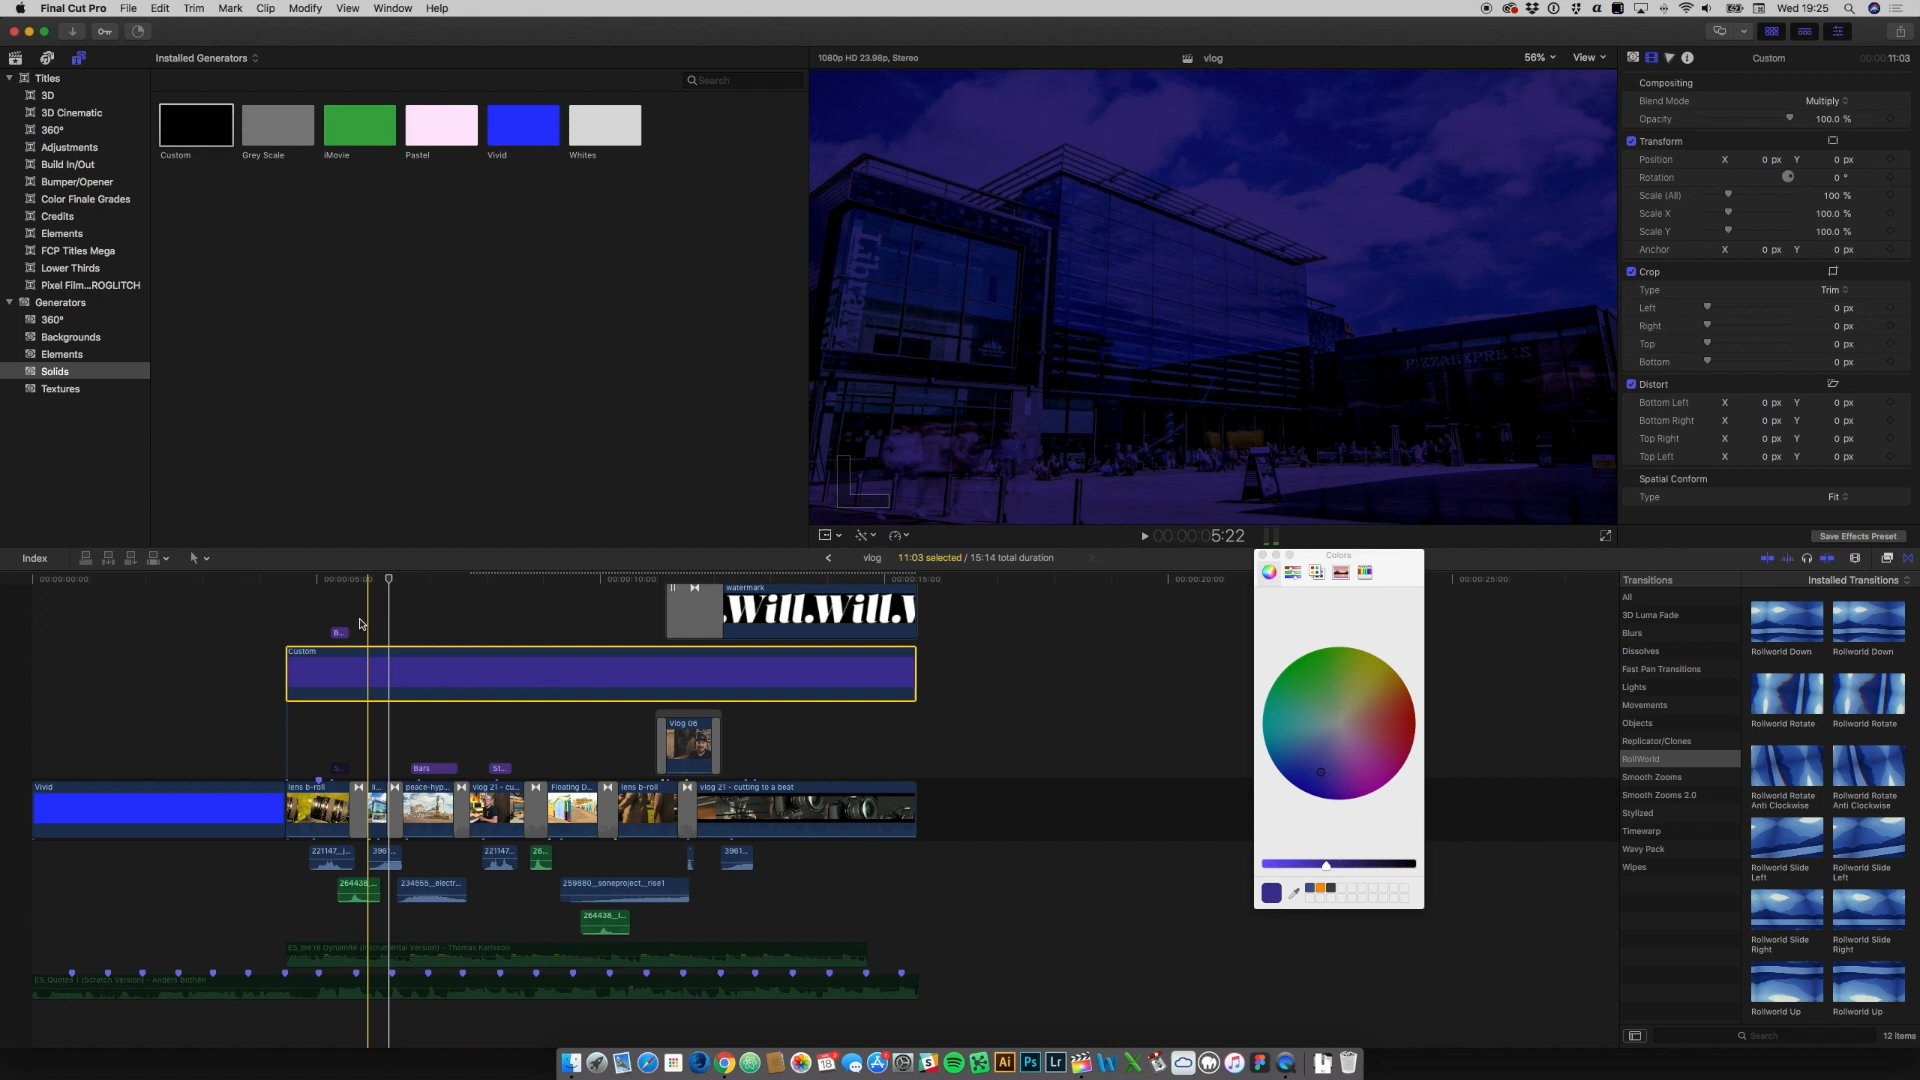 Final Cut Pro File Edit Trim Mark Clip Modify View Window Help
Wed 19:25
Installed Generators
1080p HD 23.98p, Stereo
vlog
56%
View
Custom
11:03
Search
Titles
3D
3D Cinematic
360°
Adjustments
Build In/Out
Bumper/Opener
Color Finale Grades
Credits
Elements
FCP Titles Mega
Lower Thirds
Pixel Film...ROGLITCH
Generators
360°
Backgrounds
Elements
Solids
Textures
Custom
Grey Scale
iMovie
Pastel
Vivid
Whites
Library
PIZZAEXPRESS
Compositing
Blend Mode Multiply
Opacity 100.0 %
Transform
Position X 0 px Y 0 px
Rotation 0 °
Scale (All) 100 %
Scale X 100.0 %
Scale Y 100.0 %
Anchor X 0 px Y 0 px
Crop
Type Trim
Left 0 px
Right 0 px
Top 0 px
Bottom 0 px
Distort
Bottom Left X 0 px Y 0 px
Bottom Right X 0 px Y 0 px
Top Right X 0 px Y 0 px
Top Left X 0 px Y 0 px
Spatial Conform
Type Fit
Save Effects Preset
00:00:05:22
Index
vlog
11:03 selected / 15:14 total duration
00:00:00:00
00:00:05:00
00:00:10:00
00:00:15:00
00:00:20:00
00:00:25:00
watermark
.Will.Will.W
B...
Custom
Vlog 06
S...
Bars
St...
Vivid
lens b-roll
li...
peace-hyp...
vlog 21 - cu...
Floating D...
lens b-roll
vlog 21 - cutting to a beat
221147__j...
3961...
221147...
26...
3961...
264438_...
234555__electr...
259880__soneproject__rise1
264438__l...
ES_We're Dynamite (Instrumental Version) - Thomas Karlsson
ES_Quotes 1 (Scratch Version) - Anders Bothén
Colors
Transitions
Installed Transitions
All
3D Luma Fade
Blurs
Dissolves
Fast Pan Transitions
Lights
Movements
Objects
Replicator/Clones
RollWorld
Smooth Zooms
Smooth Zooms 2.0
Stylized
Timewarp
Wavy Pack
Wipes
Rollworld Down
Rollworld Down
Rollworld Rotate
Rollworld Rotate
Rollworld Rotate
Anti Clockwise
Rollworld Rotate
Anti Clockwise
Rollworld Slide
Left
Rollworld Slide
Left
Rollworld Slide
Right
Rollworld Slide
Right
Rollworld Up
Rollworld Up
Search
12 items
Ai
Ps
Lr